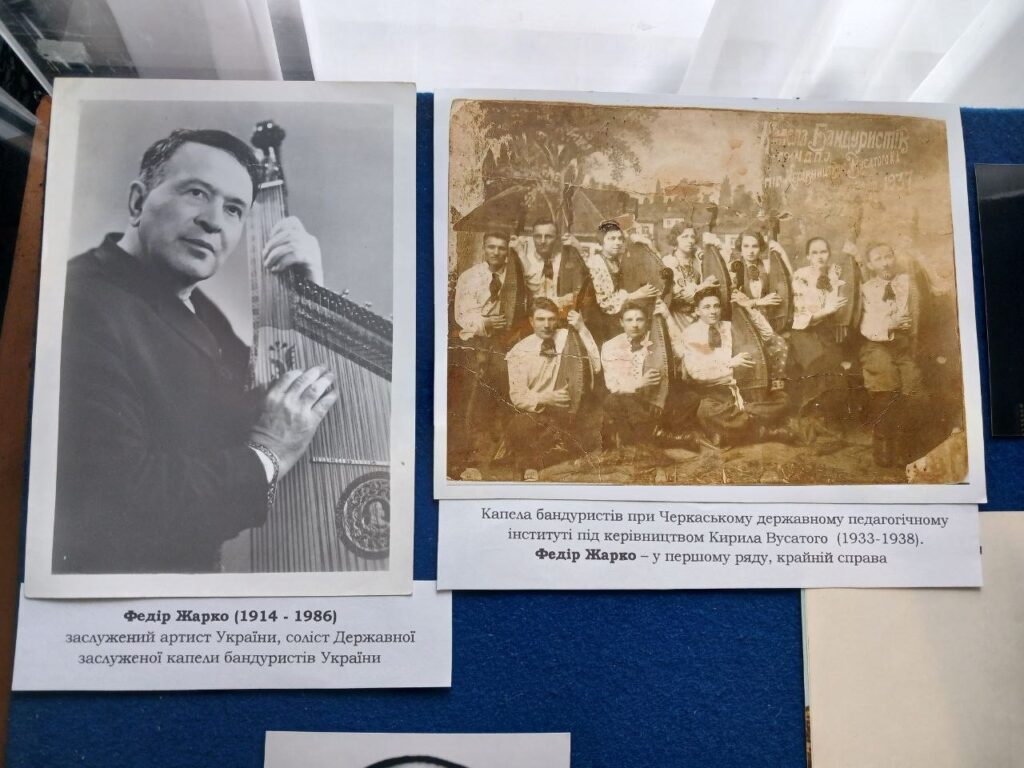 Федір Жарко (1914 - 1986)
заслужений артист України, соліст Державної
заслуженої капели бандуристів України
Капела Бандуристів
Капела бандуристів при Черкаському державному педагогічному
інституті під керівництвом Кирила Вусатого (1933-1938).
Федір Жарко – у першому ряду, крайній справа